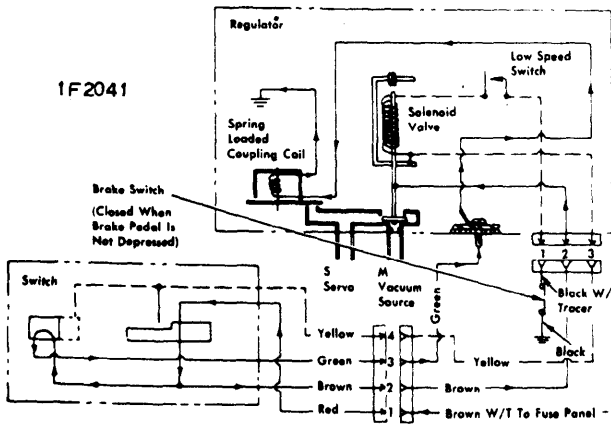 Regulator
1F2041
Low Speed
Switch
Solenoid
Valve
Spring
Loaded
Coupling Coil
Brake Switch
(Closed When
Brake Pedal Is
Not Depressed)
S
Servo
M
Vacuum
Source
Green
1 2 3
Black W/
Tracer
Black
Switch
Yellow
4
Green
3
Yellow
Brown
2
Brown
Red
1
Brown W/T To Fuse Panel -